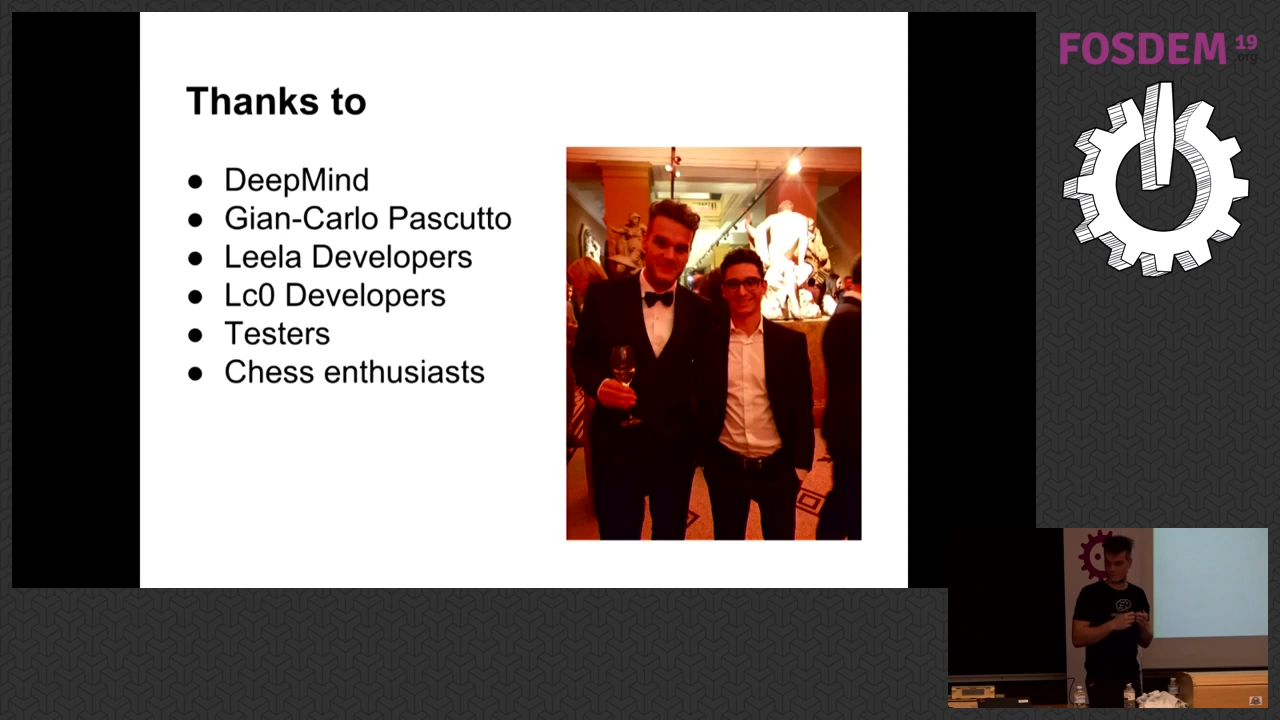 Thanks to
● DeepMind
● Gian-Carlo Pascutto
● Leela Developers
● Lc0 Developers
● Testers
● Chess enthusiasts
FOSDEM 19
.org